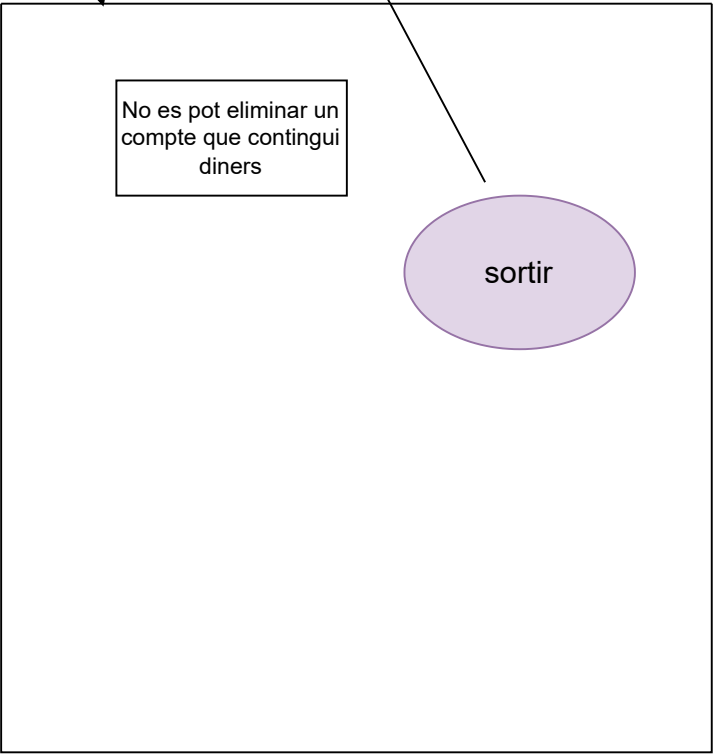 No es pot eliminar un
compte que contingui
diners
sortir